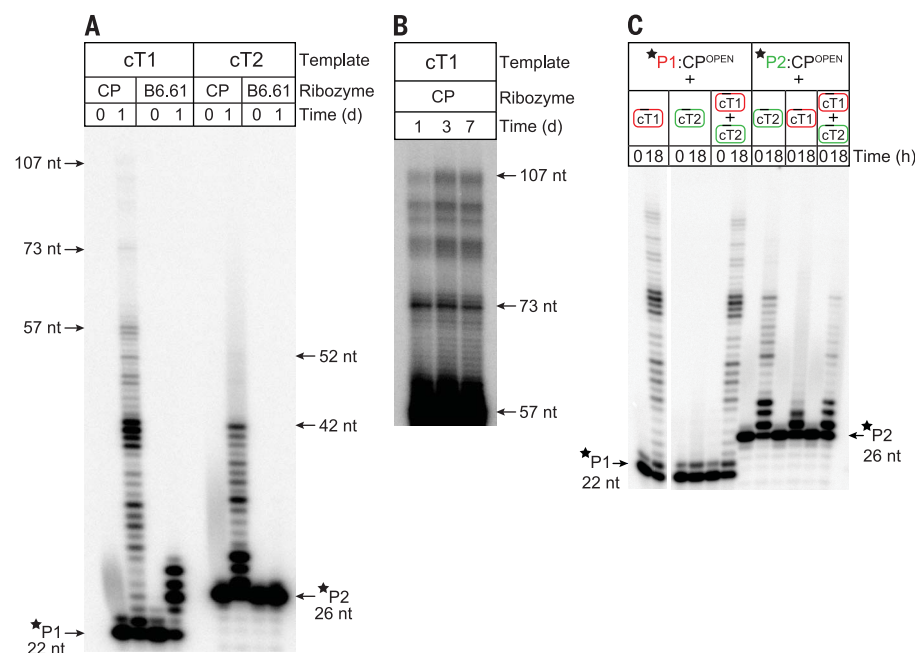 A
cT1 cT2 Template
CP B6.61 CP B6.61 Ribozyme
0 1 0 1 0 1 0 1 Time (d)
107 nt
73 nt
57 nt
52 nt
42 nt
★P2
26 nt
★P1
22 nt
B
cT1 Template
CP Ribozyme
1 3 7 Time (d)
107 nt
73 nt
57 nt
C
★P1:CPOPEN ★P2:CPOPEN
+ +
cT1 cT2 cT1 + cT2 cT2 cT1 cT1 + cT2
0 18 0 18 0 18 0 18 0 18 0 18 Time (h)
★P1
22 nt
★P2
26 nt